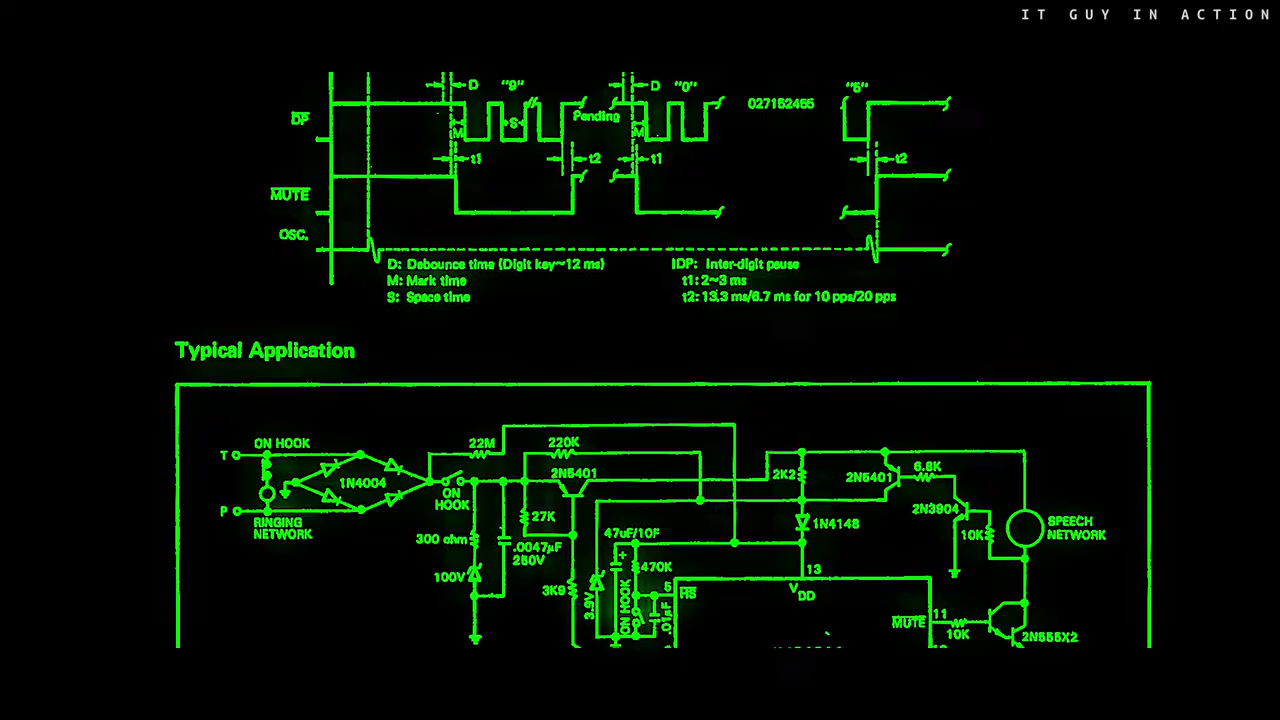 IT GUY IN ACTION
D "9" D "0" "5"
DP Pending 027152465
M S M
t1 t2 t1 t2
MUTE
OSC.
D: Debounce time (Digit key~12 ms) IDP: Inter-digit pause
M: Mark time t1: 2~3 ms
S: Space time t2: 13.3 ms/6.7 ms for 10 pps/20 pps
Typical Application
T ON HOOK 22M 220K
1N4004 2N5401 2K2 2N5401 6.8K
ON HOOK
P 27K 1N4148 2N3904
RINGING NETWORK
SPEECH NETWORK
300 ohm .0047µF 250V 47uF/10F 10K
100V 3K9 3.9V ON HOOK 470K .01µF
5 HS 13 VDD
MUTE 11 10K 2N555X2